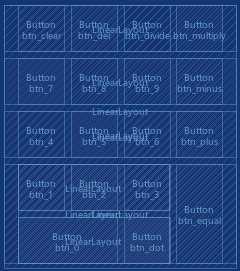 Button Button Button Button
LinearLayout
btn_clear btn_del btn_divide btn_multiply
Button Button Button Button
LinearLayout
btn_7 btn_8 btn_9 btn_minus
LinearLayout
Button Button Button Button
LinearLayout
btn_4 btn_5 btn_6 btn_plus
Button Button Button
LinearLayout
btn_1 btn_2 btn_3
Button
LinearLayout
btn_equal
Button Button
LinearLayout
btn_0 btn_dot